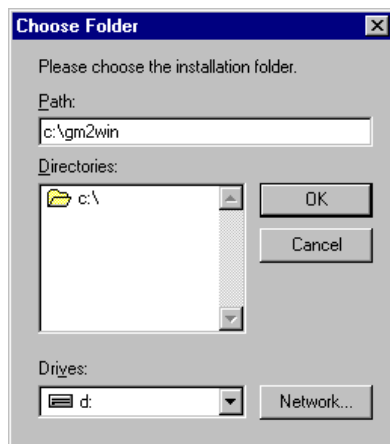 Choose Folder
Please choose the installation folder.
Path:
c:\gm2win
Directories:
c:\
OK
Cancel
Drives:
d:
Network...